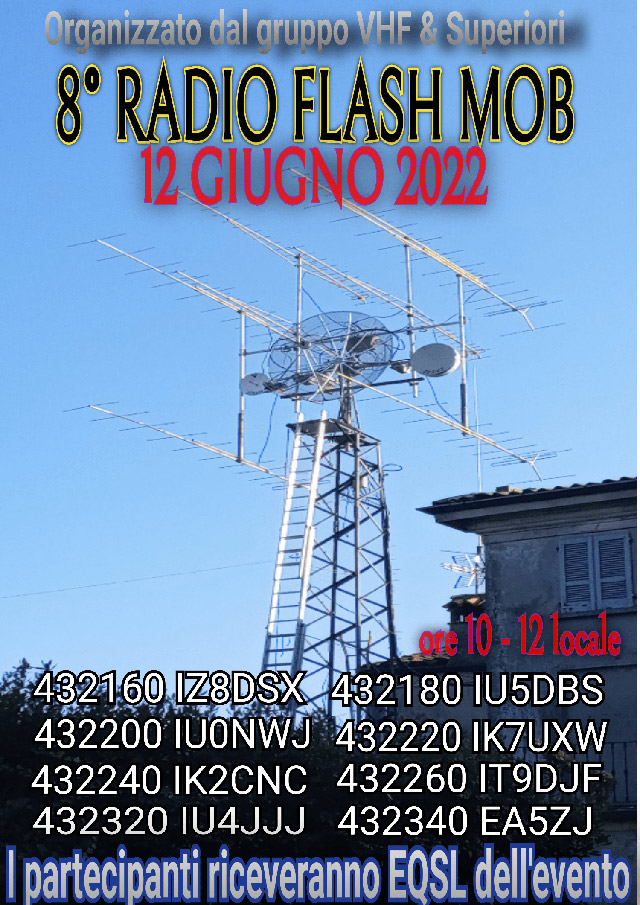 Organizzato dal gruppo VHF & Superiori
8° RADIO FLASH MOB
12 GIUGNO 2022
ore 10 - 12 locale
432160 IZ8DSX 432180 IU5DBS
432200 IU0NWJ 432220 IK7UXW
432240 IK2CNC 432260 IT9DJF
432320 IU4JJJ 432340 EA5ZJ
I partecipanti riceveranno EQSL dell'evento